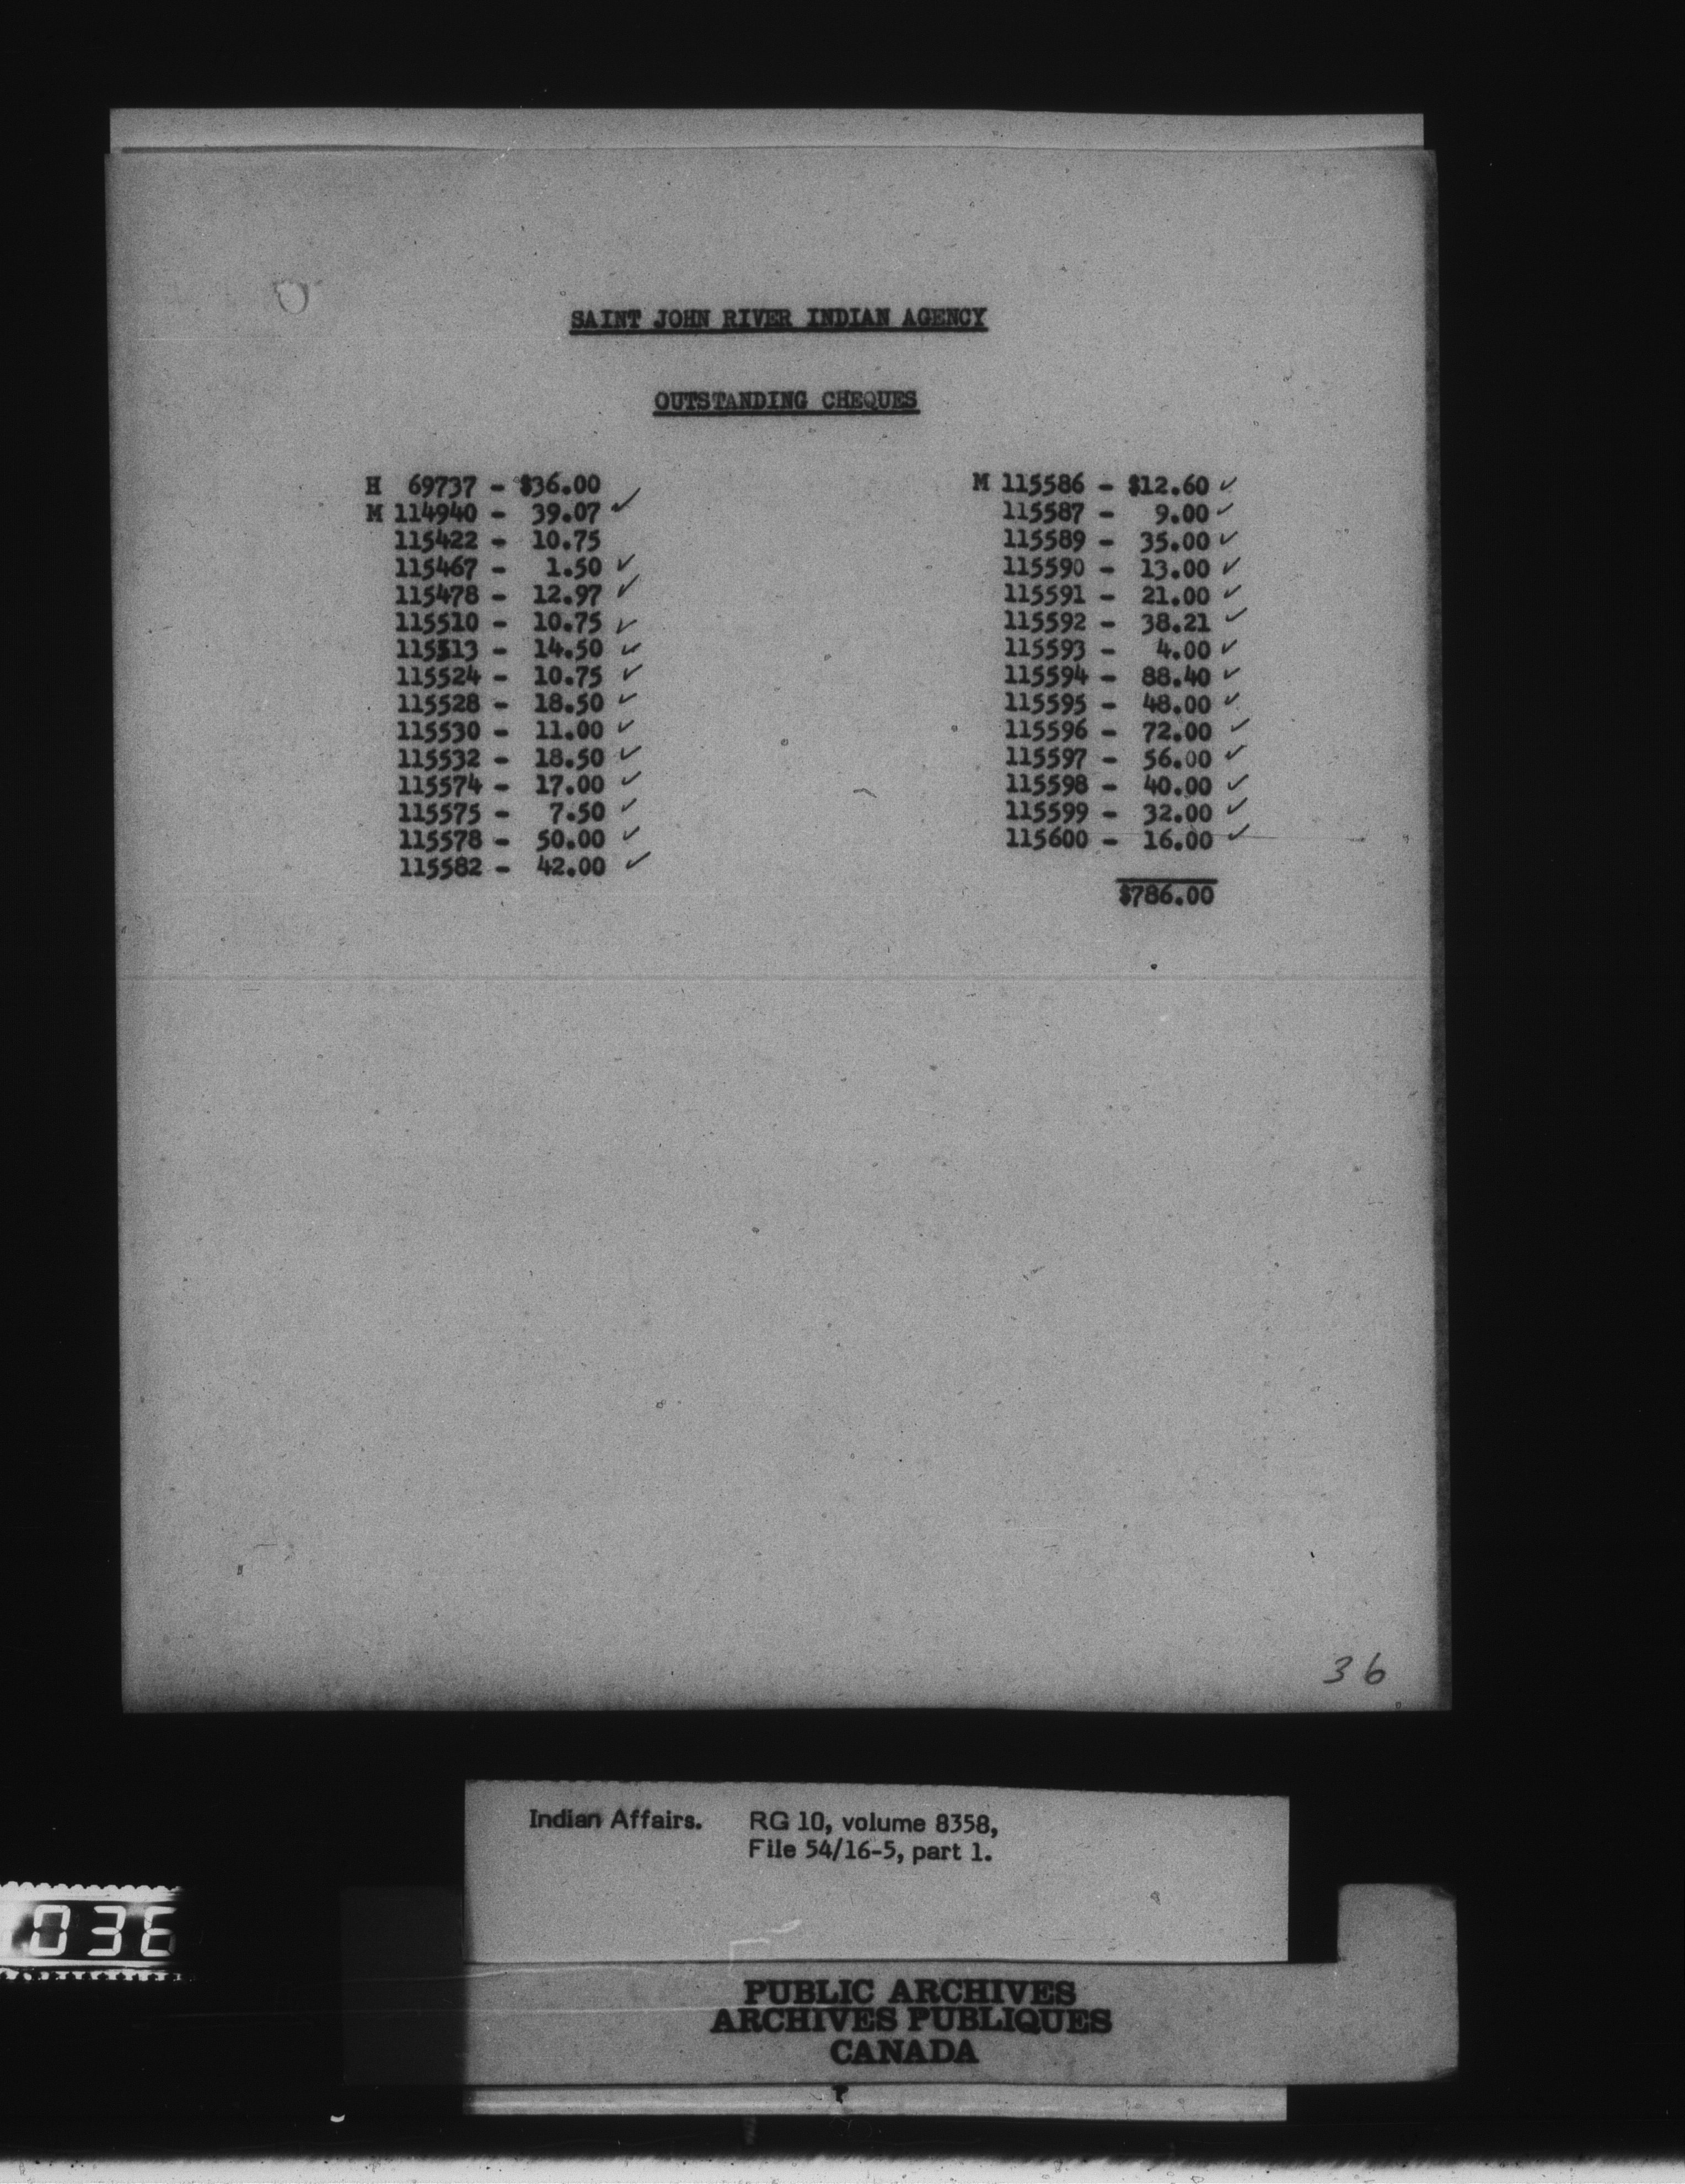 SAINT JOHN RIVER INDIAN AGENCY
OUTSTANDING CHEQUES
H 69737 - $36.00
M 114940 - 39.07 ✓
115422 - 10.75
115467 - 1.50 ✓
115478 - 12.97 ✓
115510 - 10.75 ✓
115513 - 14.50 ✓
115524 - 10.75 ✓
115528 - 18.50 ✓
115530 - 11.00 ✓
115532 - 18.50 ✓
115574 - 17.00 ✓
115575 - 7.50 ✓
115578 - 50.00 ✓
115582 - 42.00 ✓
M 115586 - $12.60 ✓
115587 - 9.00 ✓
115589 - 35.00 ✓
115590 - 13.00 ✓
115591 - 21.00 ✓
115592 - 38.21 ✓
115593 - 4.00 ✓
115594 - 88.40 ✓
115595 - 48.00 ✓
115596 - 72.00 ✓
115597 - 56.00 ✓
115598 - 40.00 ✓
115599 - 32.00 ✓
115600 - 16.00 ✓
$786.00
36
Indian Affairs. RG 10, volume 8358,
File 54/16-5, part 1.
036
PUBLIC ARCHIVES
ARCHIVES PUBLIQUES
CANADA